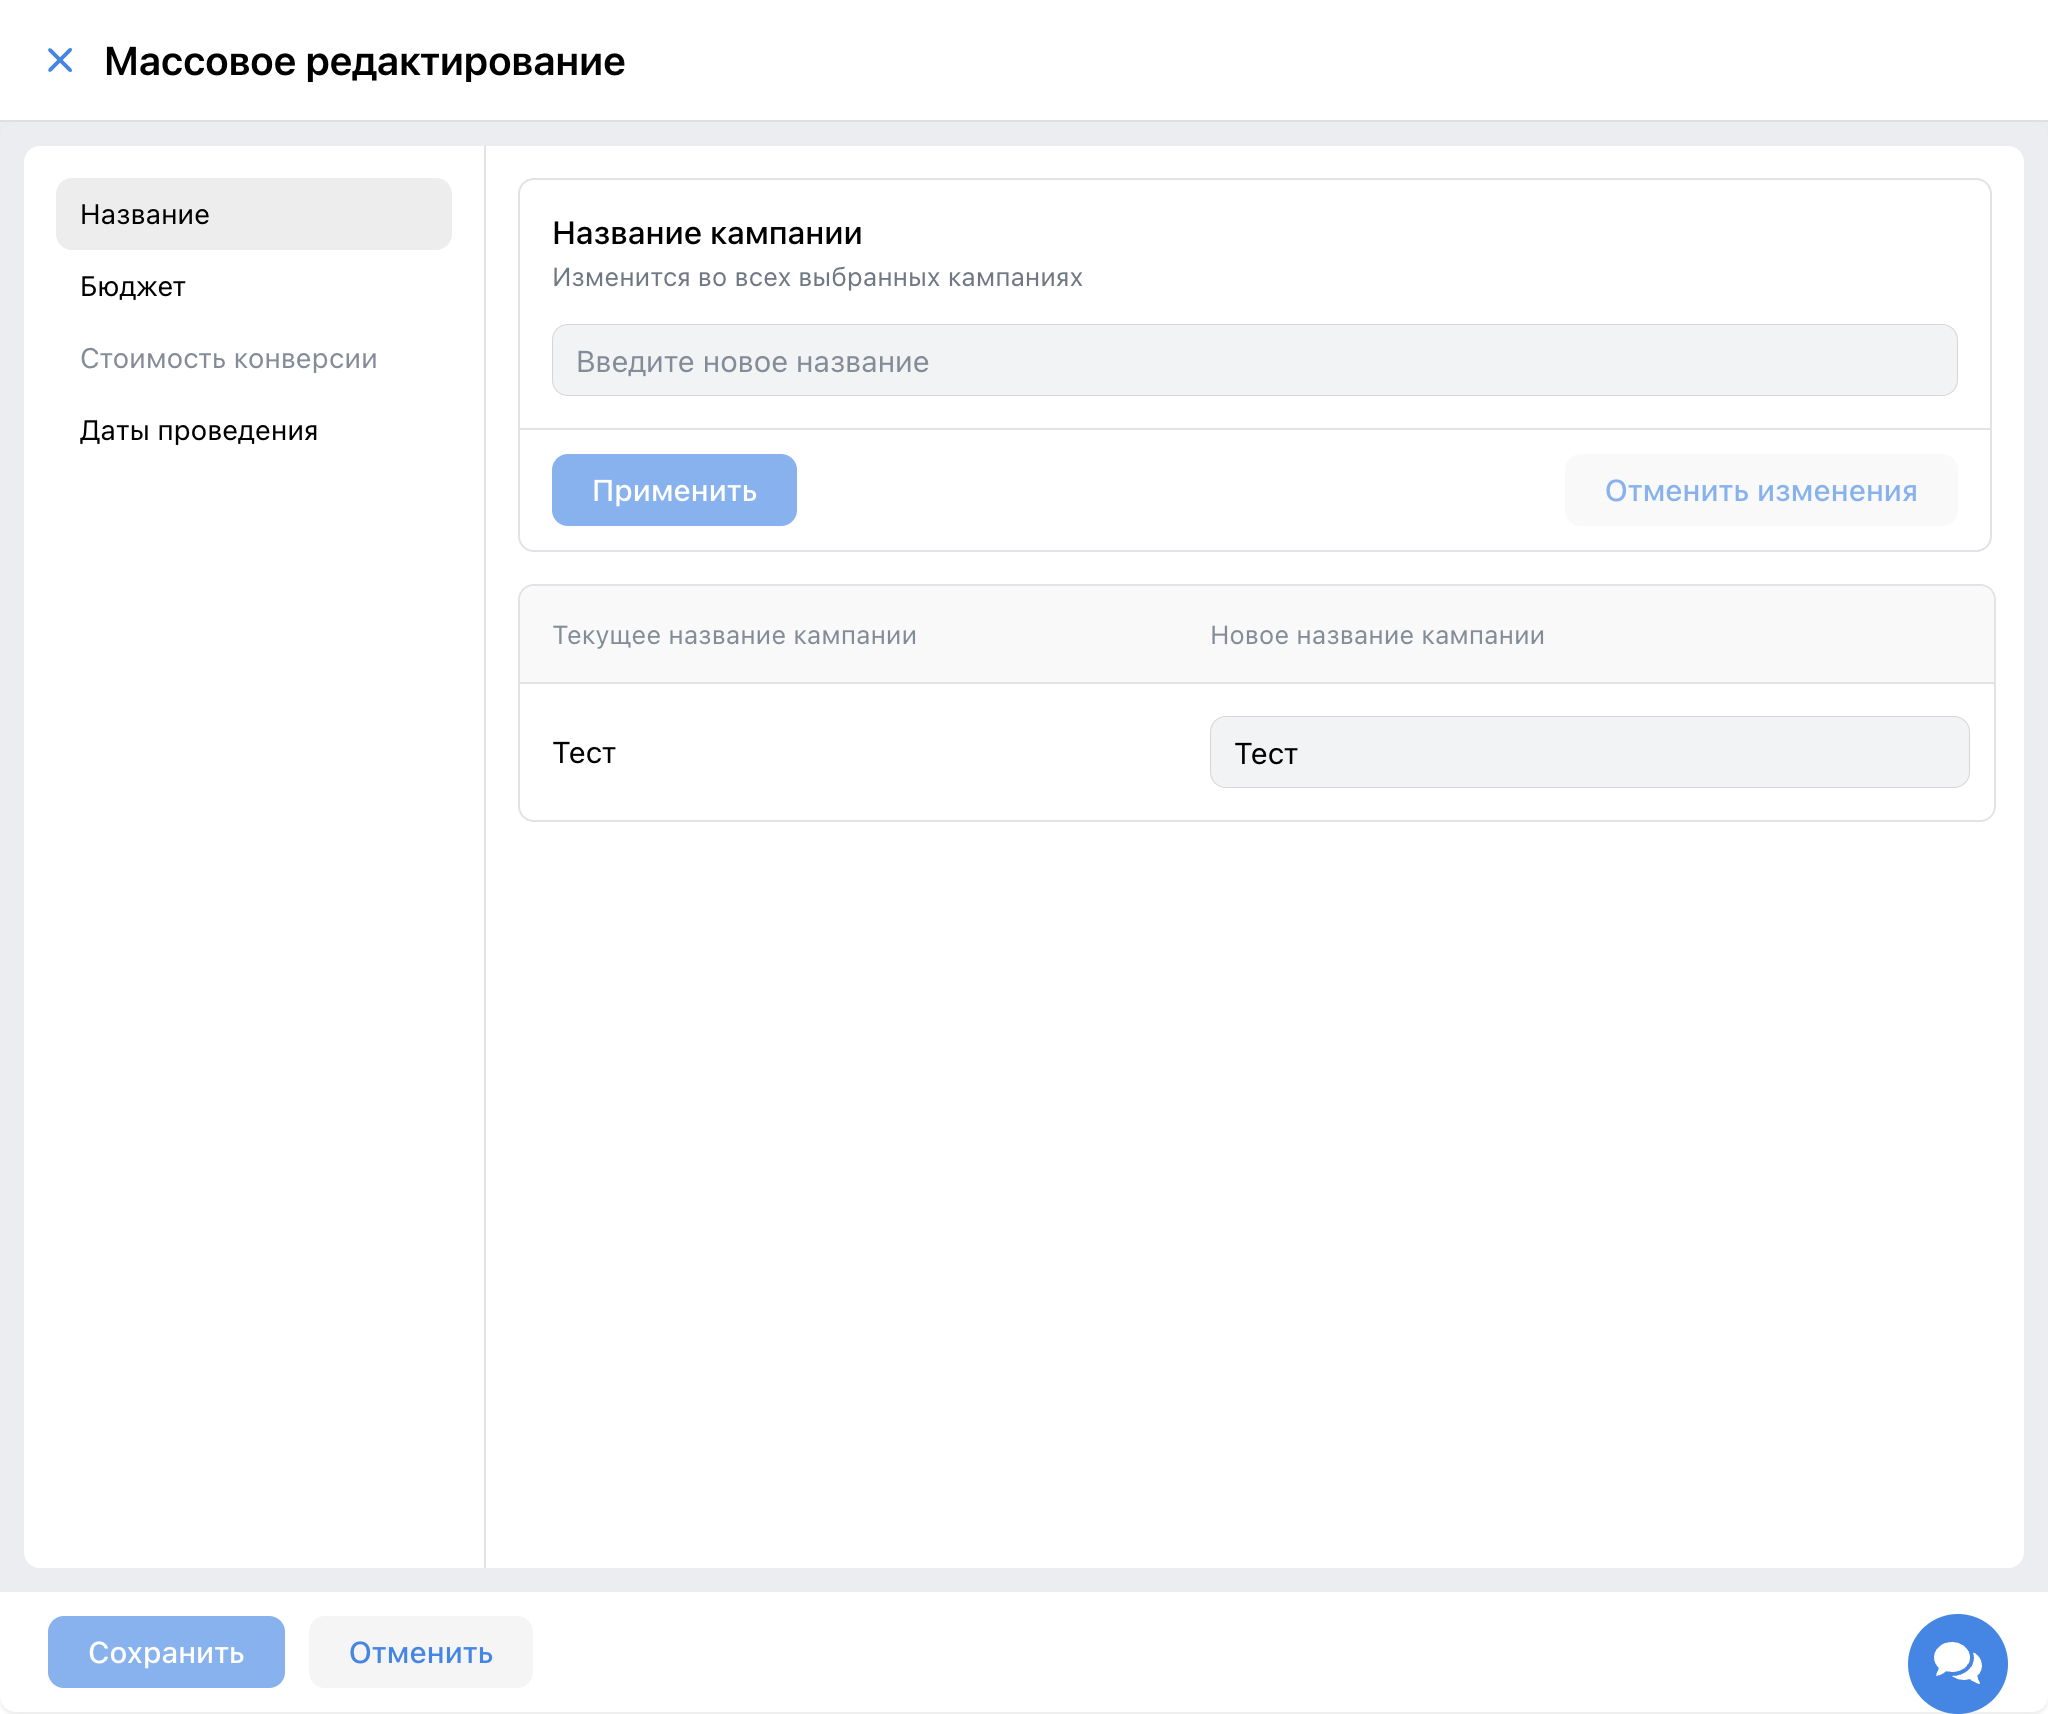 Массовое редактирование
Название
Бюджет
Стоимость конверсии
Даты проведения
Название кампании
Изменится во всех выбранных кампаниях
Введите новое название
Применить
Отменить изменения
Текущее название кампании
Новое название кампании
Тест
Тест
Сохранить
Отменить